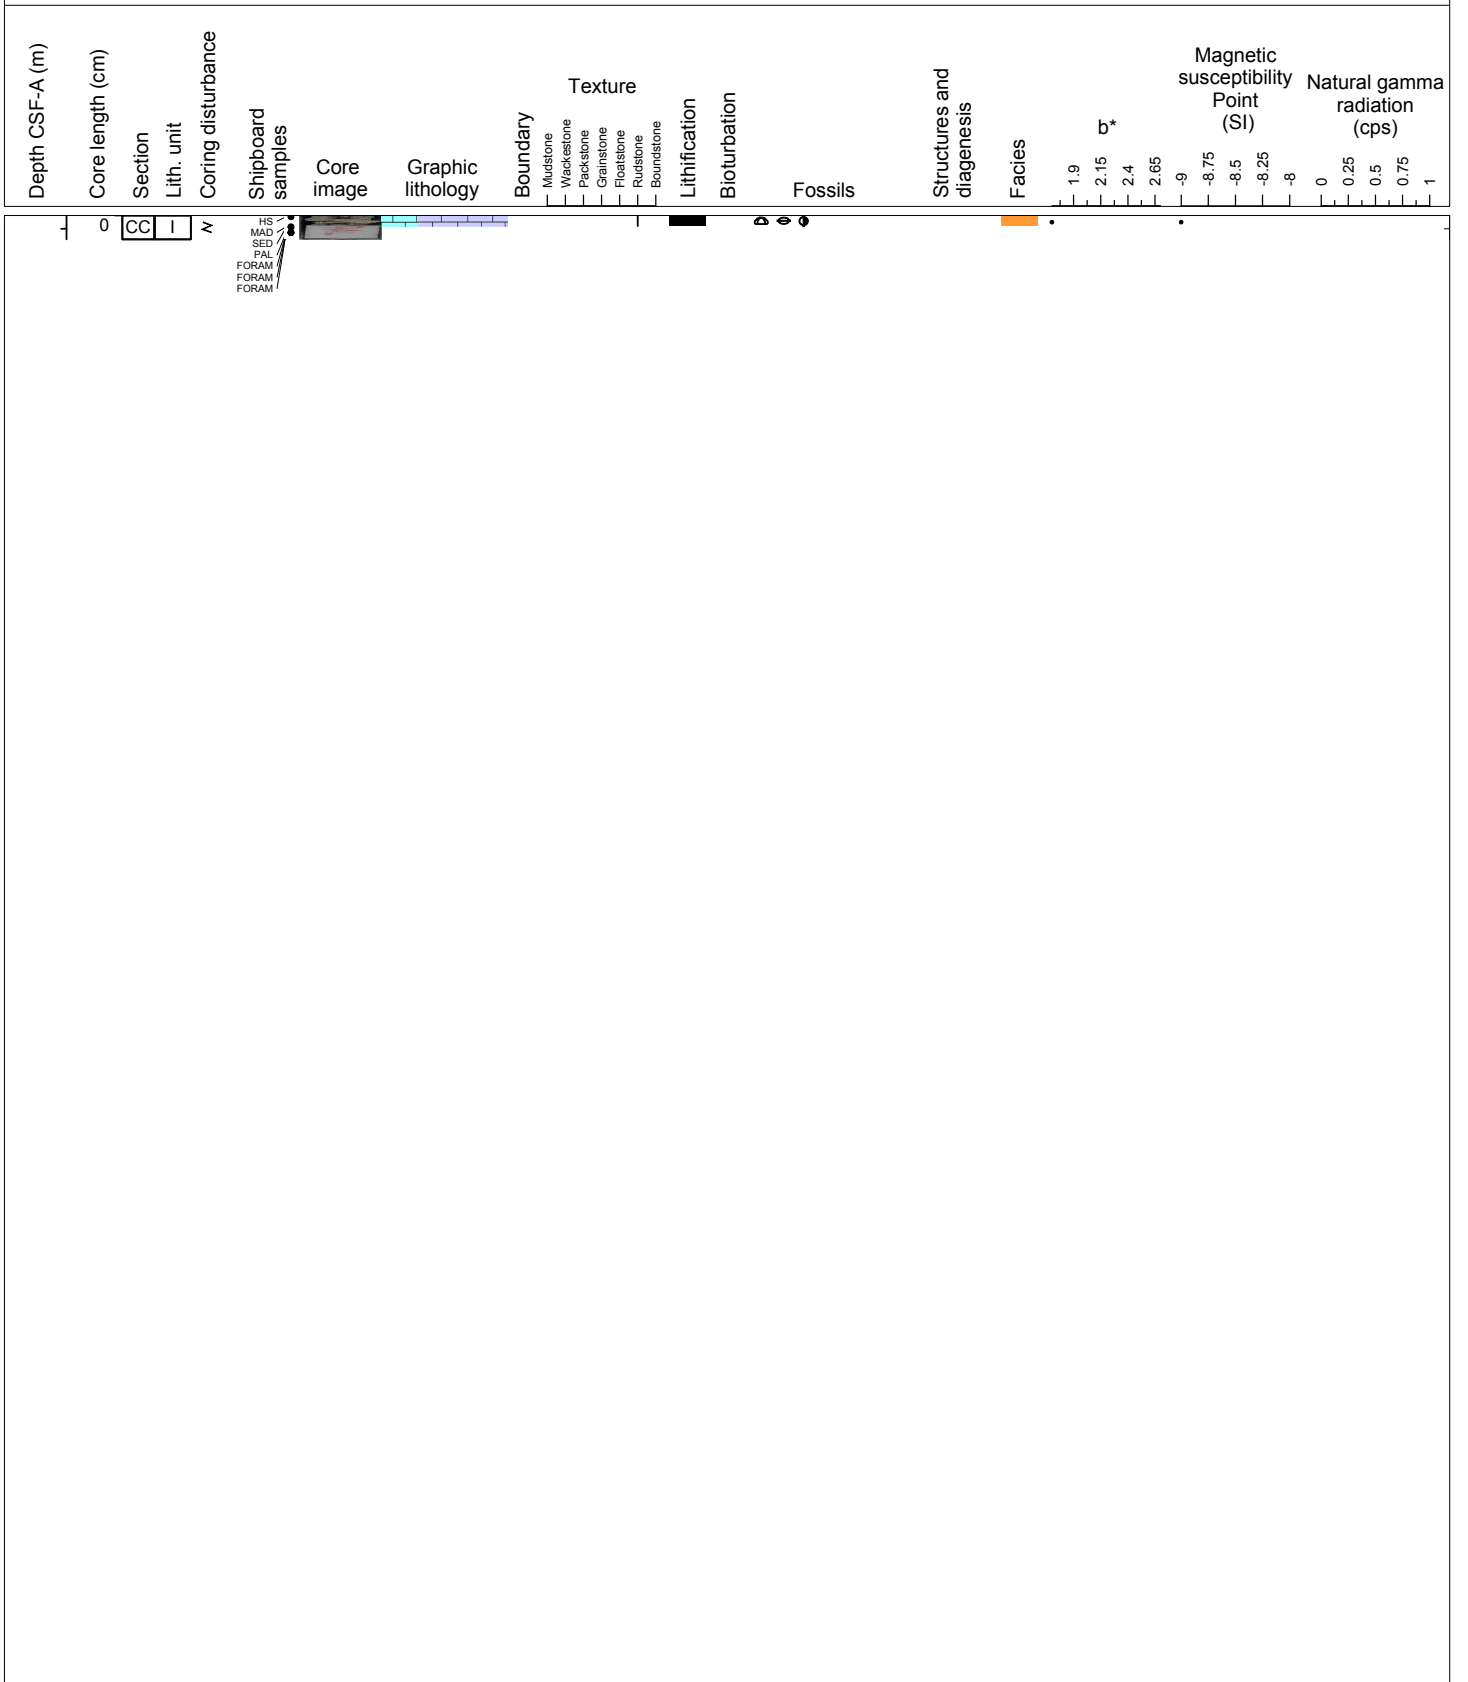 Depth CSF-A (m)
Core length (cm)
Section
Lith. unit
Coring disturbance
Shipboard
samples
Core
image
Graphic
lithology
Boundary
Texture
Mudstone
Wackestone
Packstone
Grainstone
Floatstone
Rudstone
Boundstone
Lithification
Bioturbation
Fossils
Structures and
diagenesis
Facies
b*
1.9
2.15
2.4
2.65
Magnetic
susceptibility
Point
(SI)
-9
-8.75
-8.5
-8.25
-8
Natural gamma
radiation
(cps)
0
0.25
0.5
0.75
1
0
CC
I
HS
MAD
SED
PAL
FORAM
FORAM
FORAM